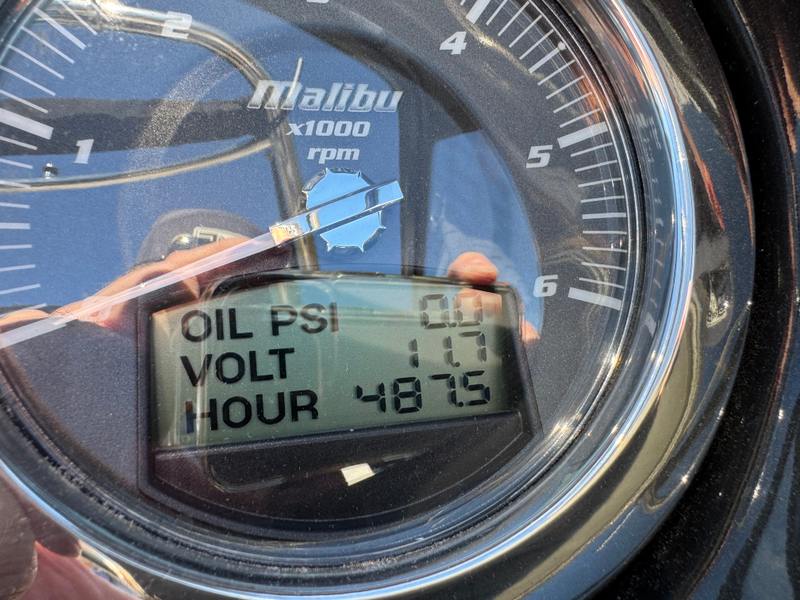 2
4
Malibu
x1000
rpm
1
5
6
OIL PSI 0.0
VOLT 11.7
HOUR 487.5